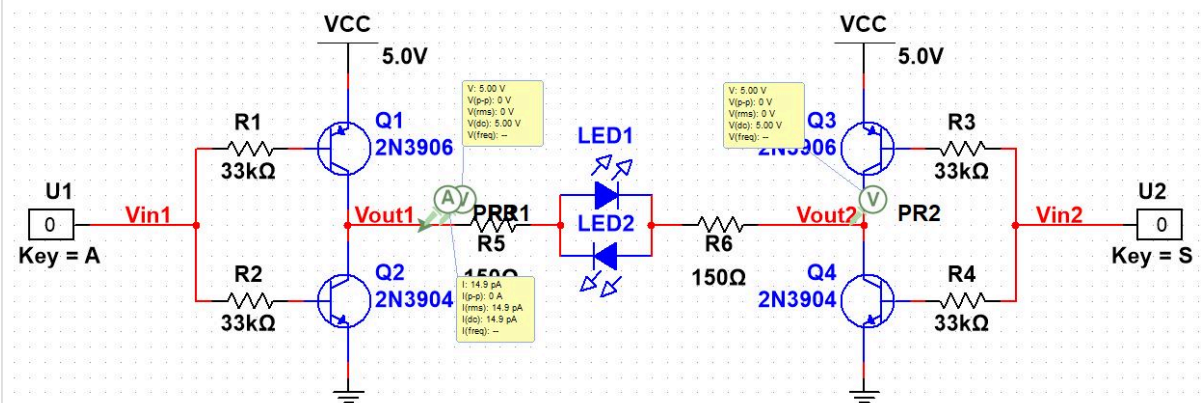 VCC
5.0V
VCC
5.0V
V: 5.00 V
V(p-p): 0 V
V(rms): 0 V
V(dc): 5.00 V
V(freq): --
V: 5.00 V
V(p-p): 0 V
V(rms): 0 V
V(dc): 5.00 V
V(freq): --
R1
33kΩ
Q1
2N3906
LED1
Q3
2N3906
R3
33kΩ
U1
0
Key = A
Vin1
Vout1
A
V
PR1
R5
150Ω
LED2
R6
150Ω
Vout2
V
PR2
Vin2
U2
0
Key = S
R2
33kΩ
Q2
2N3904
I: 14.9 pA
I(p-p): 0 A
I(rms): 14.9 pA
I(dc): 14.9 pA
I(freq): --
Q4
2N3904
R4
33kΩ